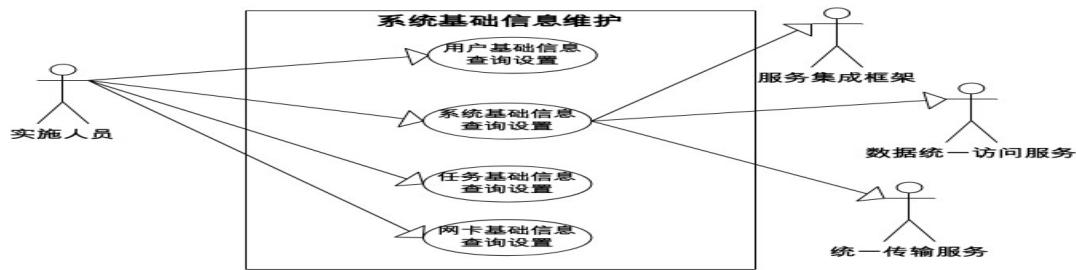 系统基础信息维护
用户基础信息
查询设置
服务集成框架
实施人员
系统基础信息
查询设置
数据统一访问服务
任务基础信息
查询设置
网卡基础信息
查询设置
统一传输服务